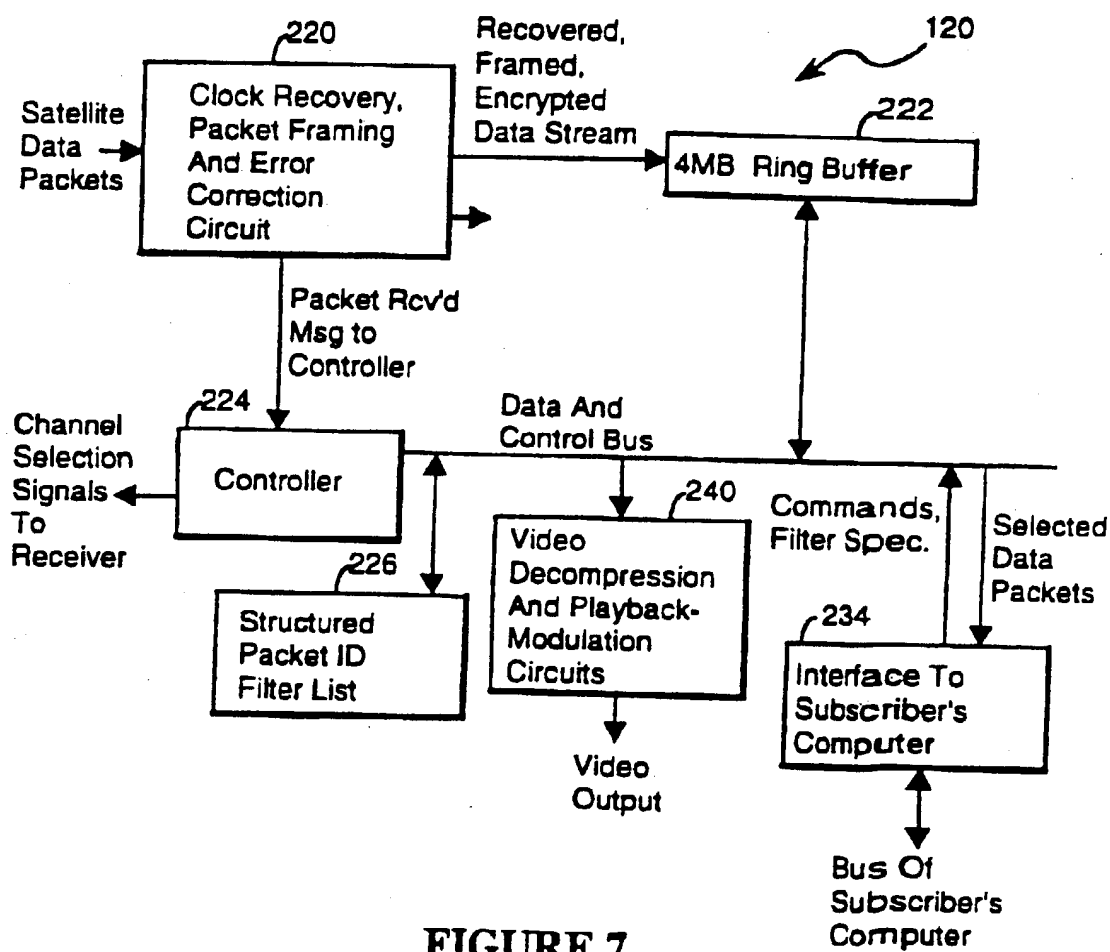 220
Clock Recovery,
Packet Framing
And Error
Correction
Circuit
Satellite
Data
Packets
Recovered,
Framed,
Encrypted
Data Stream
120
222
4MB Ring Buffer
Packet Rcv'd
Msg to
Controller
224
Controller
Channel
Selection
Signals
To
Receiver
Data And
Control Bus
226
Structured
Packet ID
Filter List
240
Video
Decompression
And Playback-
Modulation
Circuits
Video
Output
Commands,
Filter Spec.
Selected
Data
Packets
234
Interface To
Subscriber's
Computer
Bus Of
Subscriber's
Computer
FIGURE 7